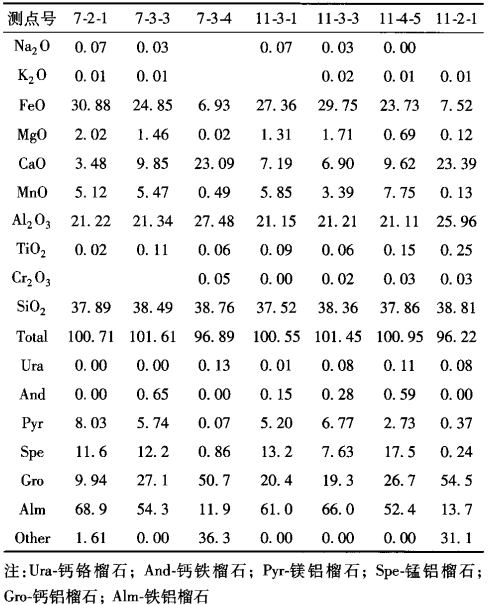 测点号 7-2-1 7-3-3 7-3-4 11-3-1 11-3-3 11-4-5 11-2-1
Na₂O 0.07 0.03 0.07 0.03 0.00
K₂O 0.01 0.01 0.02 0.01 0.01
FeO 30.88 24.85 6.93 27.36 29.75 23.73 7.52
MgO 2.02 1.46 0.02 1.31 1.71 0.69 0.12
CaO 3.48 9.85 23.09 7.19 6.90 9.62 23.39
MnO 5.12 5.47 0.49 5.85 3.39 7.75 0.13
Al₂O₃ 21.22 21.34 27.48 21.15 21.21 21.11 25.96
TiO₂ 0.02 0.11 0.06 0.09 0.06 0.15 0.25
Cr₂O₃ 0.05 0.00 0.02 0.03 0.03
SiO₂ 37.89 38.49 38.76 37.52 38.36 37.86 38.81
Total 100.71 101.61 96.89 100.55 101.45 100.95 96.22
Ura 0.00 0.00 0.13 0.01 0.08 0.11 0.08
And 0.00 0.65 0.00 0.15 0.28 0.59 0.00
Pyr 8.03 5.74 0.07 5.20 6.77 2.73 0.37
Spe 11.6 12.2 0.86 13.2 7.63 17.5 0.24
Gro 9.94 27.1 50.7 20.4 19.3 26.7 54.5
Alm 68.9 54.3 11.9 61.0 66.0 52.4 13.7
Other 1.61 0.00 36.3 0.00 0.00 0.00 31.1
注:Ura-钙铬榴石; And-钙铁榴石; Pyr-镁铝榴石; Spe-锰铝榴石;
Gro-钙铝榴石; Alm-铁铝榴石